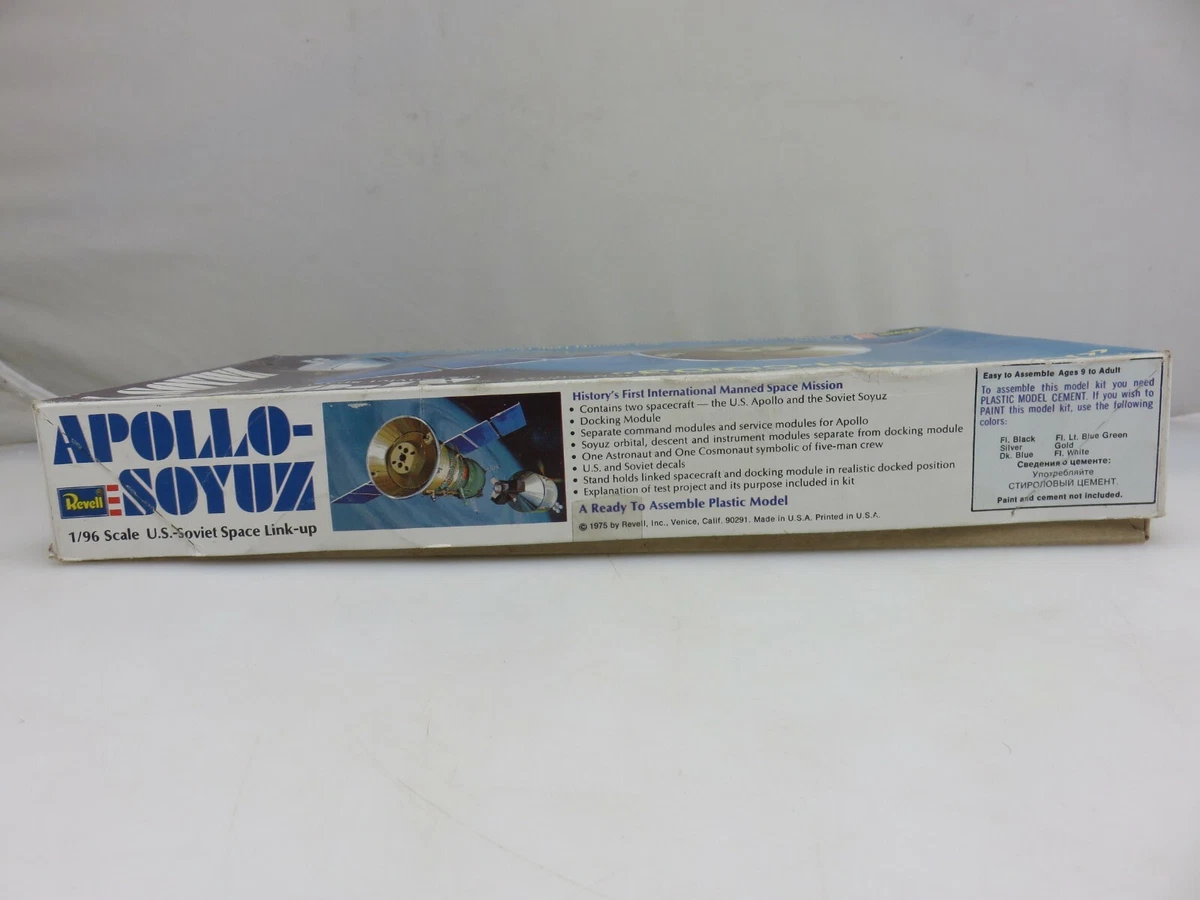 APOLLO-
SOYUZ
Revell
1/96 Scale U.S.-Soviet Space Link-up
History's First International Manned Space Mission
• Contains two spacecraft — the U.S. Apollo and the Soviet Soyuz
• Docking Module
• Separate command modules and service modules for Apollo
• Soyuz orbital, descent and instrument modules separate from docking module
• One Astronaut and One Cosmonaut symbolic of five-man crew
• U.S. and Soviet decals
• Stand holds linked spacecraft and docking module in realistic docked position
• Explanation of test project and its purpose included in kit
A Ready To Assemble Plastic Model
© 1975 by Revell, Inc., Venice, Calif. 90291. Made in U.S.A. Printed in U.S.A.
Easy to Assemble Ages 9 to Adult
To assemble this model kit you need
PLASTIC MODEL CEMENT. If you wish to
PAINT this model kit, use the following
colors:
Fl. Black Fl. Lt. Blue Green
Silver Gold
Dk. Blue Fl. White
Сведения о цементе:
Употребляйте
СТИРОЛОВЫЙ ЦЕМЕНТ
Paint and cement not included.